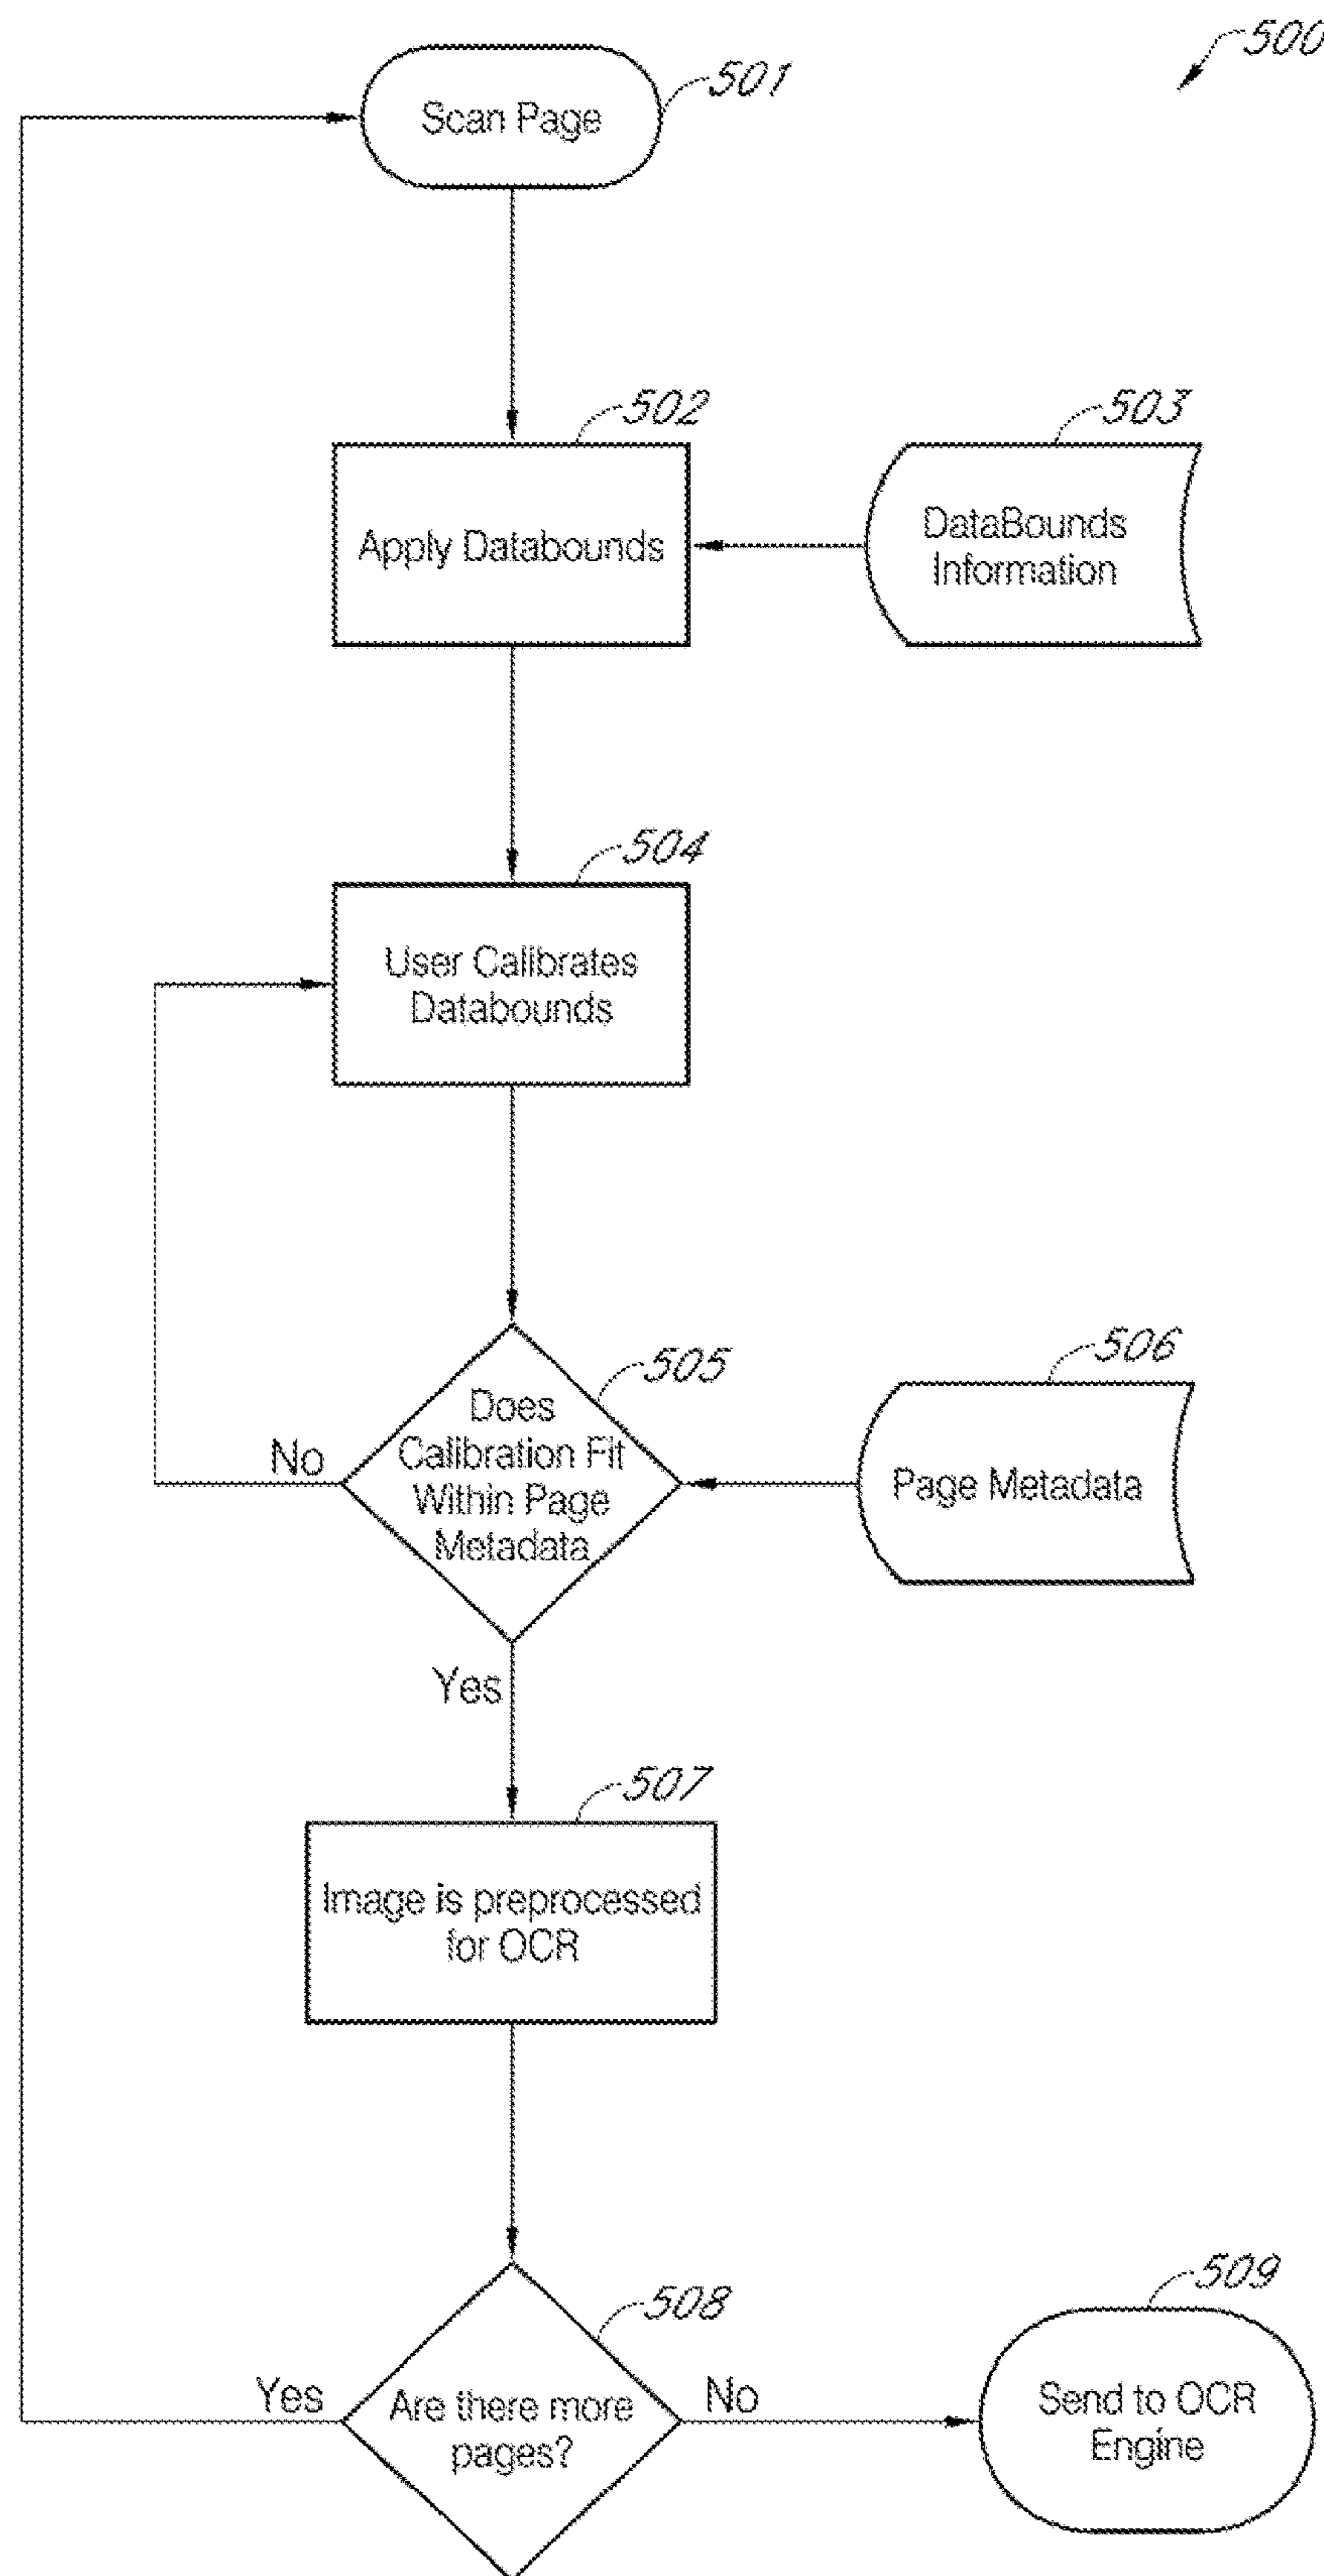 500
501
Scan Page
502
Apply Databounds
503
DataBounds
Information
504
User Calibrates
Databounds
505
Does
Calibration Fit
Within Page
Metadata
No
506
Page Metadata
Yes
507
Image is preprocessed
for OCR
508
Are there more
pages?
Yes
No
509
Send to OCR
Engine